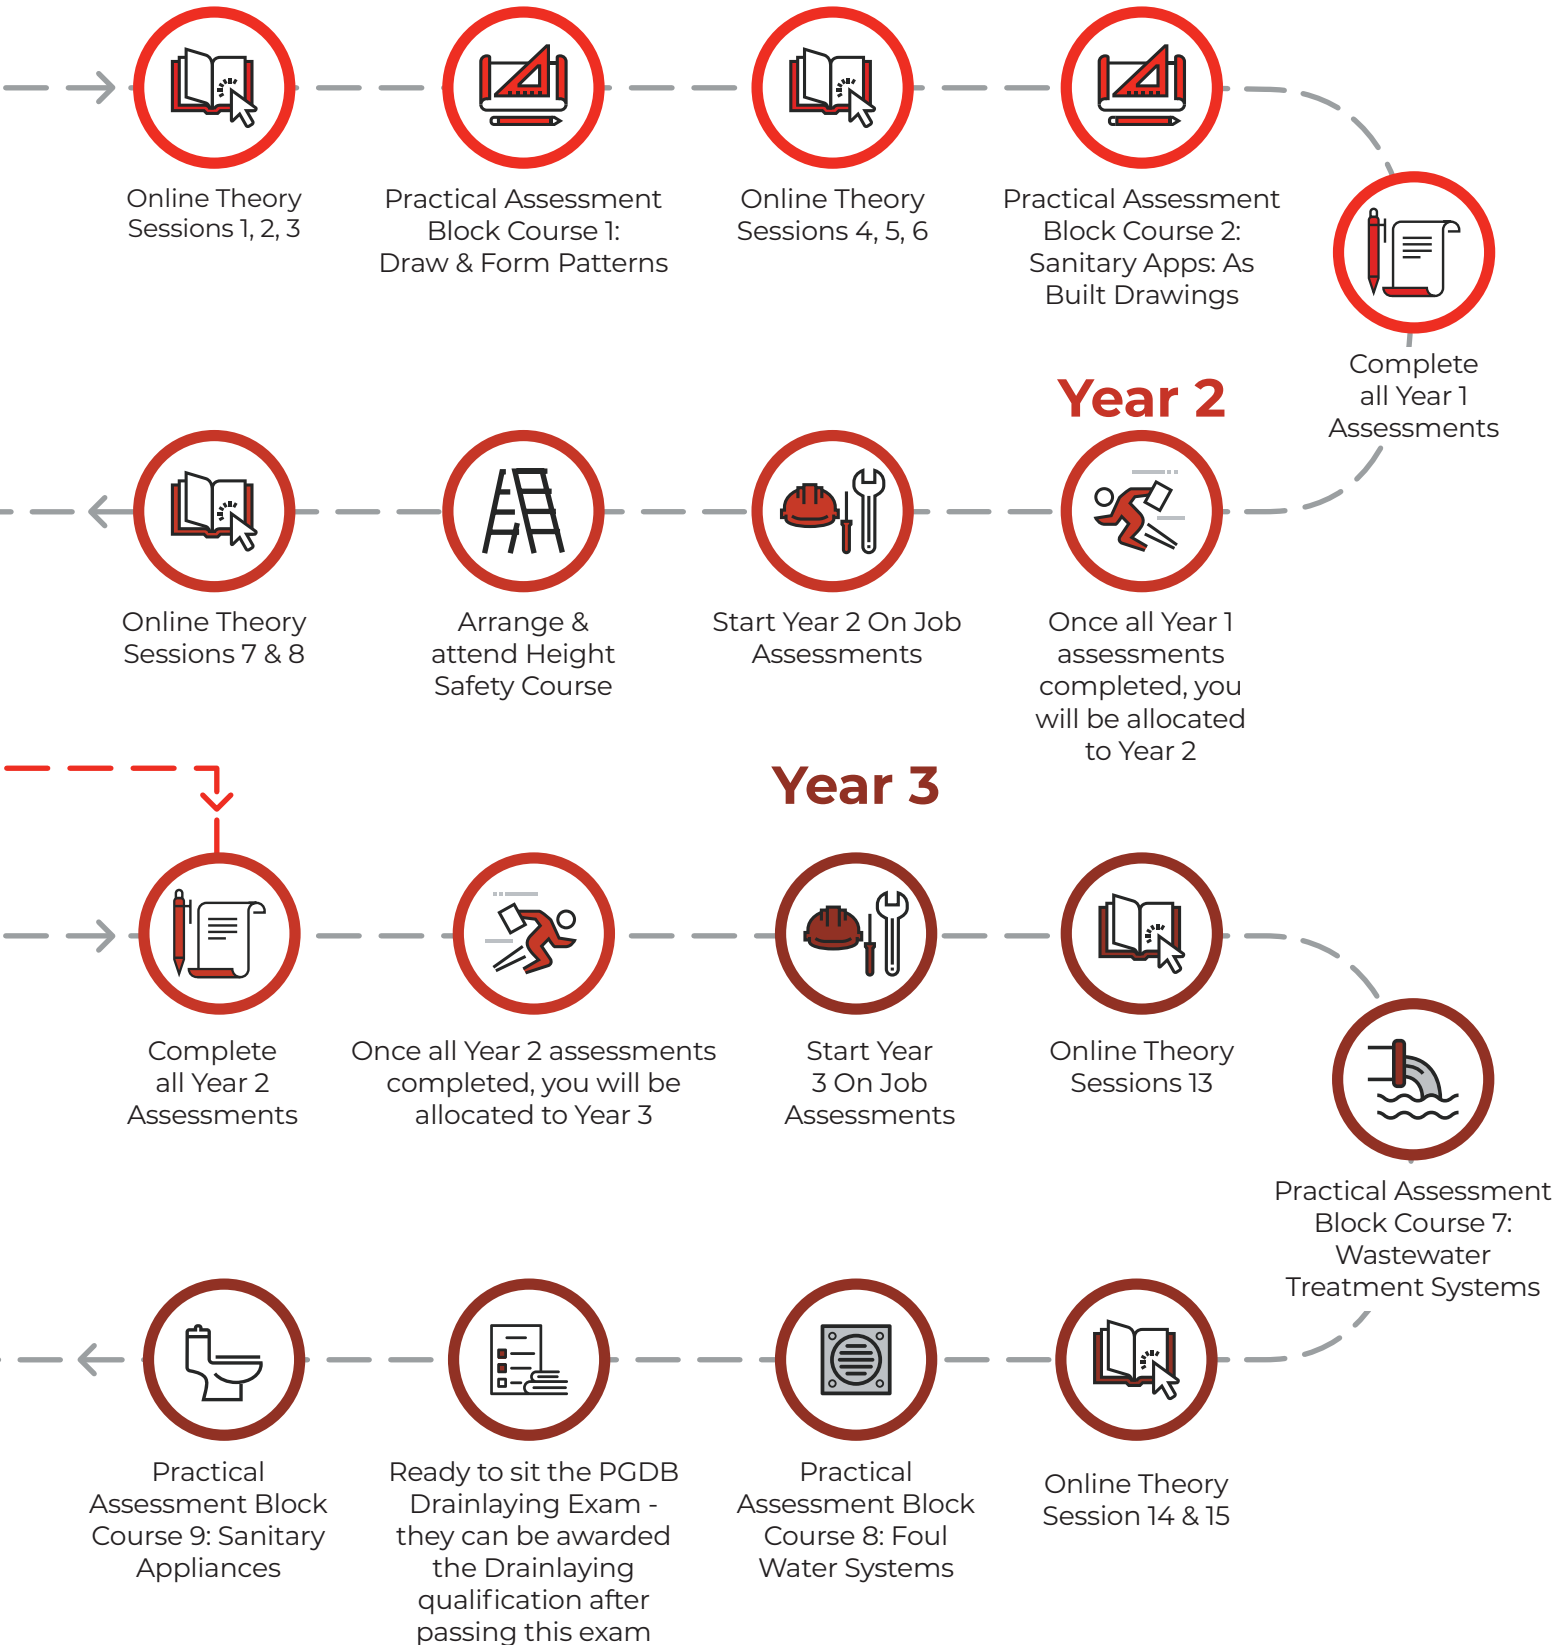 Online Theory
Sessions 1, 2, 3
Practical Assessment
Block Course 1:
Draw & Form Patterns
Online Theory
Sessions 4, 5, 6
Practical Assessment
Block Course 2:
Sanitary Apps: As
Built Drawings
Complete
all Year 1
Assessments
Year 2
Once all Year 1
assessments
completed, you
will be allocated
to Year 2
Start Year 2 On Job
Assessments
Arrange &
attend Height
Safety Course
Online Theory
Sessions 7 & 8
Complete
all Year 2
Assessments
Once all Year 2 assessments
completed, you will be
allocated to Year 3
Year 3
Start Year
3 On Job
Assessments
Online Theory
Sessions 13
Practical Assessment
Block Course 7:
Wastewater
Treatment Systems
Online Theory
Session 14 & 15
Practical
Assessment Block
Course 8: Foul
Water Systems
Ready to sit the PGDB
Drainlaying Exam -
they can be awarded
the Drainlaying
qualification after
passing this exam
Practical
Assessment Block
Course 9: Sanitary
Appliances